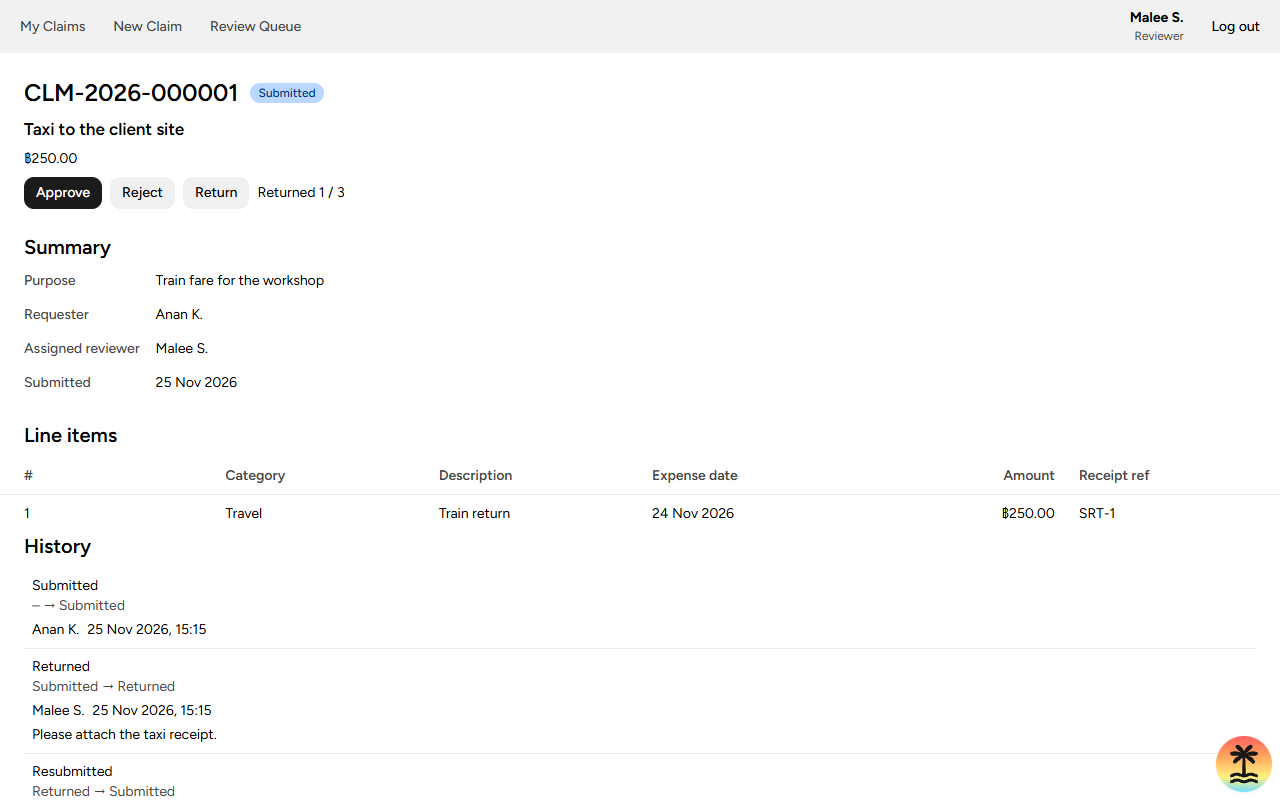 My Claims New Claim Review Queue Malee S. Log out
Reviewer
CLM-2026-000001 Submitted
Taxi to the client site
฿250.00
Approve Reject Return Returned 1 / 3
Summary
Purpose Train fare for the workshop
Requester Anan K.
Assigned reviewer Malee S.
Submitted 25 Nov 2026
Line items
# Category Description Expense date Amount Receipt ref
1 Travel Train return 24 Nov 2026 ฿250.00 SRT-1
History
Submitted
– → Submitted
Anan K. 25 Nov 2026, 15:15
Returned
Submitted → Returned
Malee S. 25 Nov 2026, 15:15
Please attach the taxi receipt.
Resubmitted
Returned → Submitted